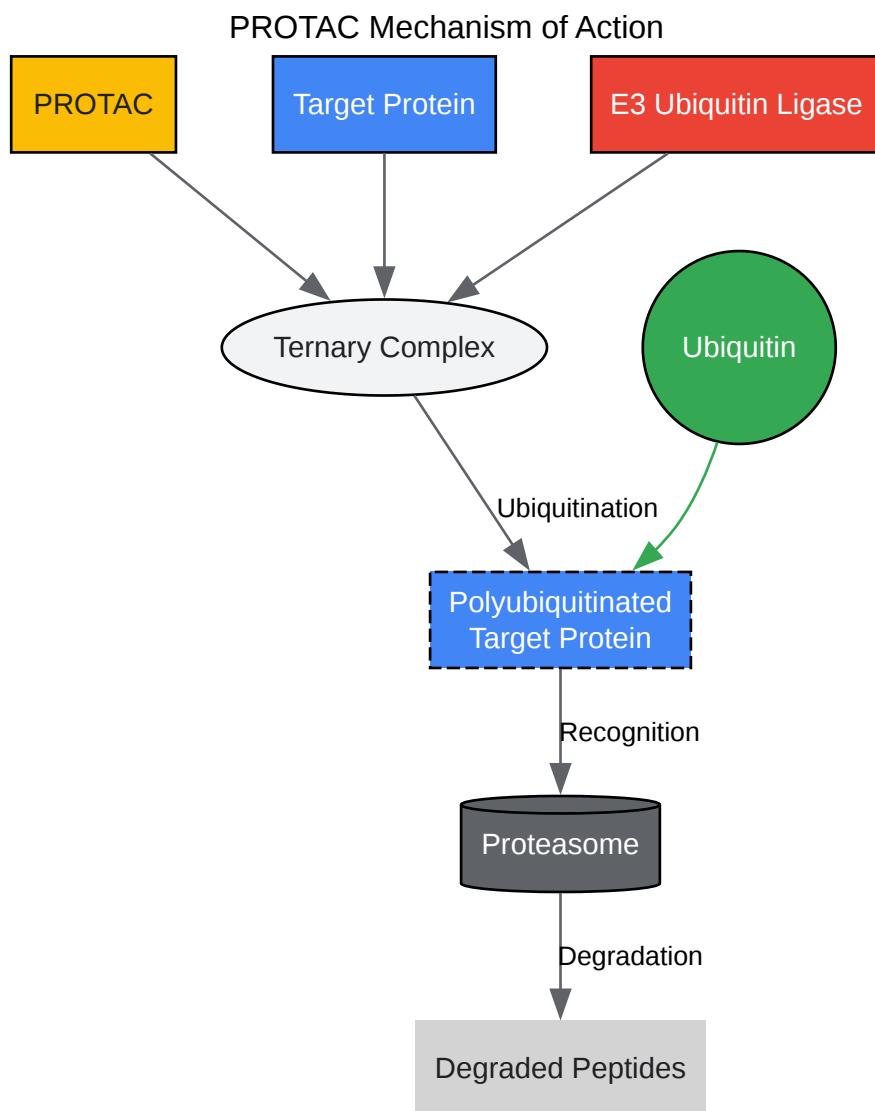 PROTAC Mechanism of Action
PROTAC
Target Protein
E3 Ubiquitin Ligase
Ternary Complex
Ubiquitin
Ubiquitination
Polyubiquitinated
Target Protein
Recognition
Proteasome
Degradation
Degraded Peptides